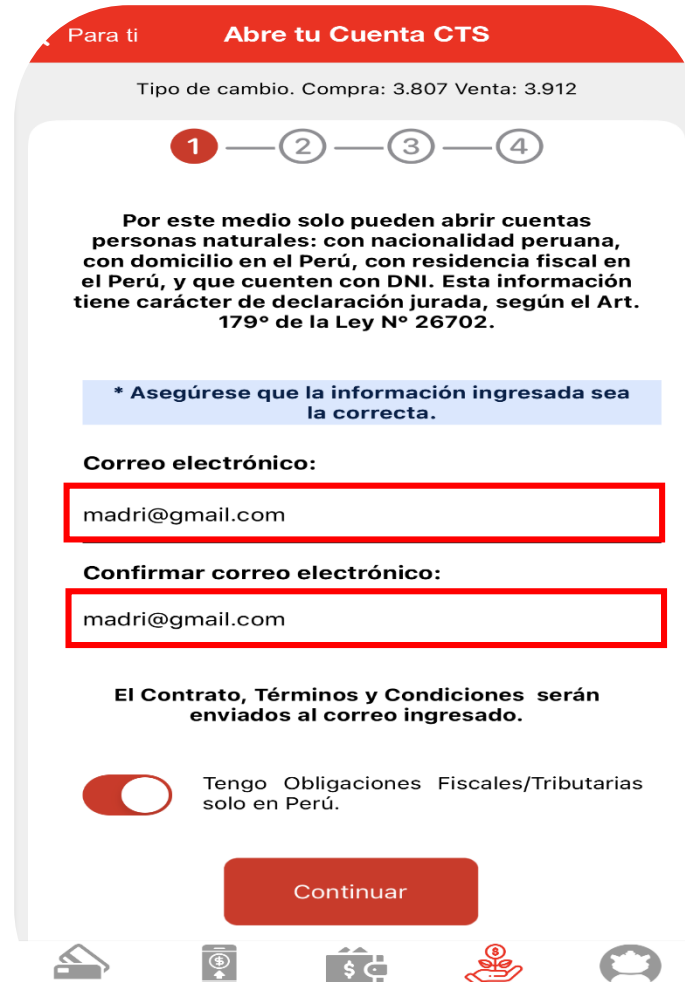 Para ti
Abre tu Cuenta CTS
Tipo de cambio. Compra: 3.807 Venta: 3.912
1 2 3 4
Por este medio solo pueden abrir cuentas
personas naturales: con nacionalidad peruana,
con domicilio en el Perú, con residencia fiscal en
el Perú, y que cuenten con DNI. Esta información
tiene carácter de declaración jurada, según el Art.
179° de la Ley N° 26702.
* Asegúrese que la información ingresada sea
la correcta.
Correo electrónico:
madri@gmail.com
Confirmar correo electrónico:
madri@gmail.com
El Contrato, Términos y Condiciones serán
enviados al correo ingresado.
Tengo Obligaciones Fiscales/Tributarias
solo en Perú.
Continuar